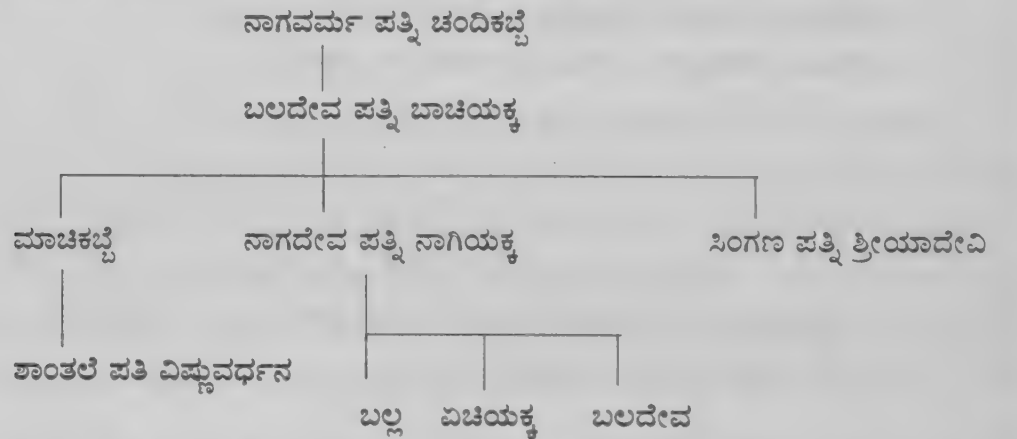 ನಾಗವರ್ಮ ಪತ್ನಿ ಚಂದಿಕಬ್ಬೆ
ಬಲದೇವ ಪತ್ನಿ ಬಾಚಿಯಕ್ಕ
ಮಾಚಿಕಬ್ಬೆ ನಾಗದೇವ ಪತ್ನಿ ನಾಗಿಯಕ್ಕ ಸಿಂಗಣ ಪತ್ನಿ ಶ್ರೀಯಾದೇವಿ
ಶಾಂತಲೆ ಪತಿ ವಿಷ್ಣುವರ್ಧನ
ಬಲ್ಲ ಏಚಿಯಕ್ಕ ಬಲದೇವ